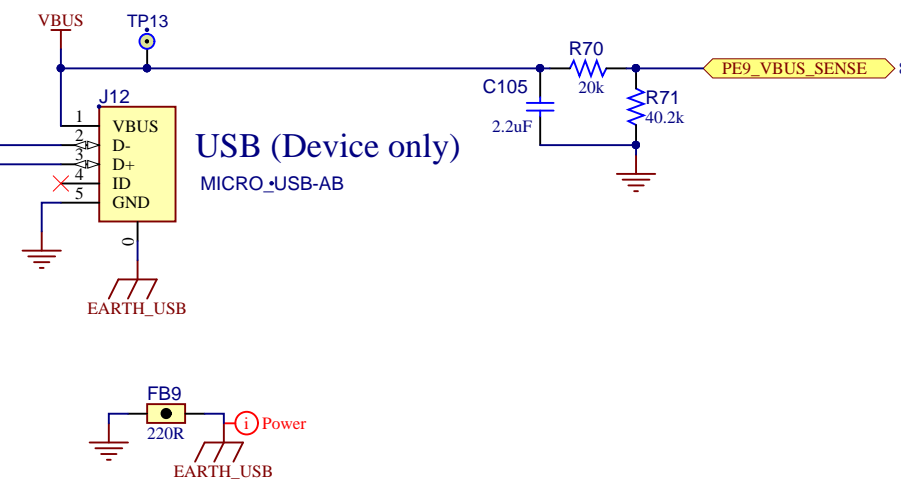 VBUS
TP13
R70
20k
PE9_VBUS_SENSE
C105
2.2uF
R71
40.2k
J12
1
VBUS
2
D-
3
D+
4
ID
5
GND
0
USB (Device only)
MICRO_USB-AB
EARTH_USB
FB9
220R
i
Power
EARTH_USB